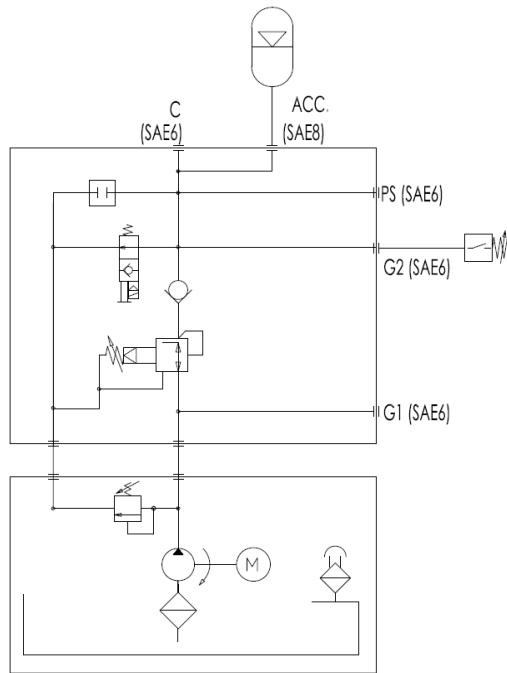 C
(SAE6)
ACC.
(SAE8)
PS (SAE6)
G2 (SAE6)
G1 (SAE6)
M